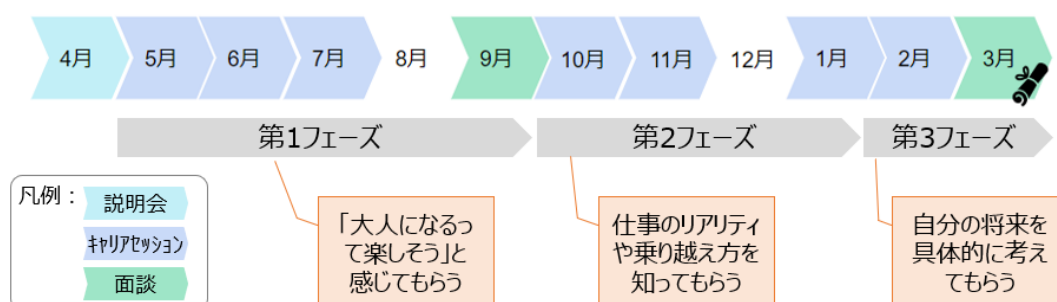 4月
5月
6月
7月
8月
9月
10月
11月
12月
1月
2月
3月
第1フェーズ
第2フェーズ
第3フェーズ
凡例：
説明会
ｷｬﾘｱｾｯｼｮﾝ
面談
「大人になるっ
て楽しそう」と
感じてもらう
仕事のリアリティ
や乗り越え方を
知ってもらう
自分の将来を
具体的に考え
てもらう